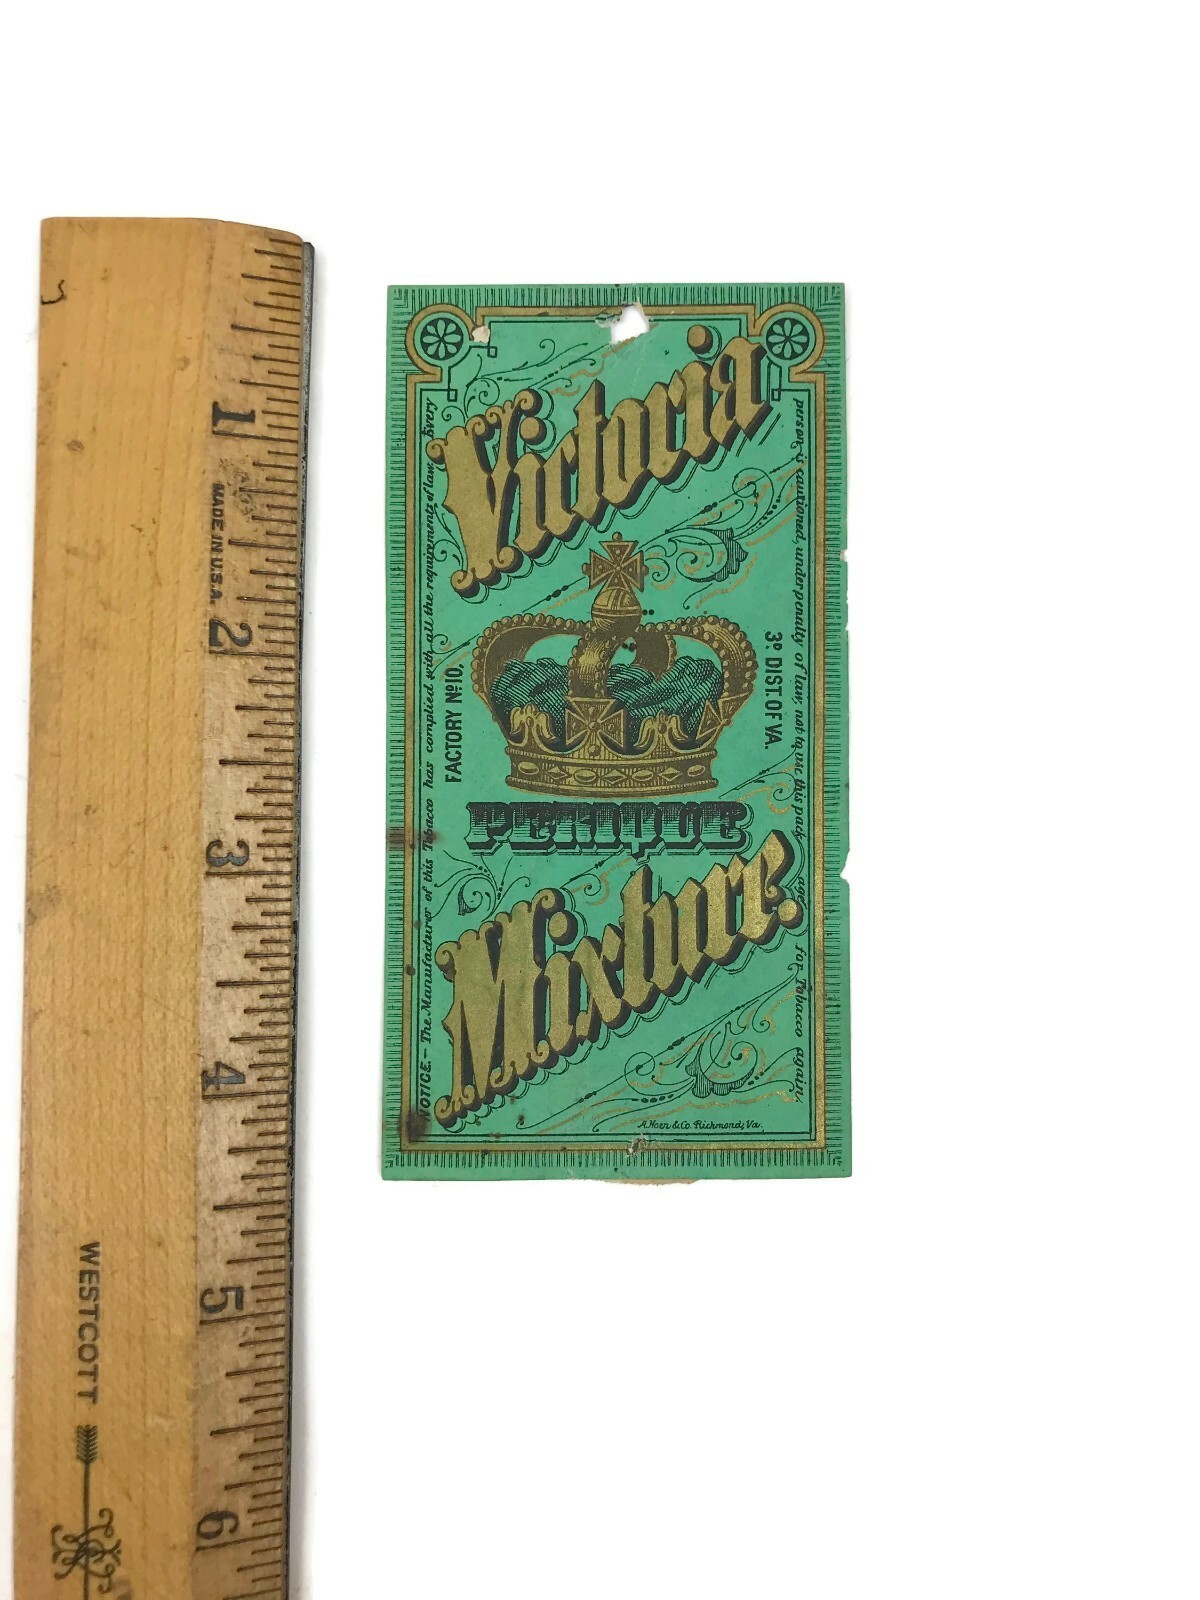 1
MADE IN U.S.A.
2
3
4
5
6
WESTCOTT
Victoria
FACTORY No 10.
3D DIST. OF VA.
PERIQUE
Mixture.
NOTICE.— The Manufacturer of this Tobacco has complied with all the requirements of law. Every
person is cautioned, under penalty of law, not to use this package for Tobacco again.
A. Hoen & Co. Richmond, Va.